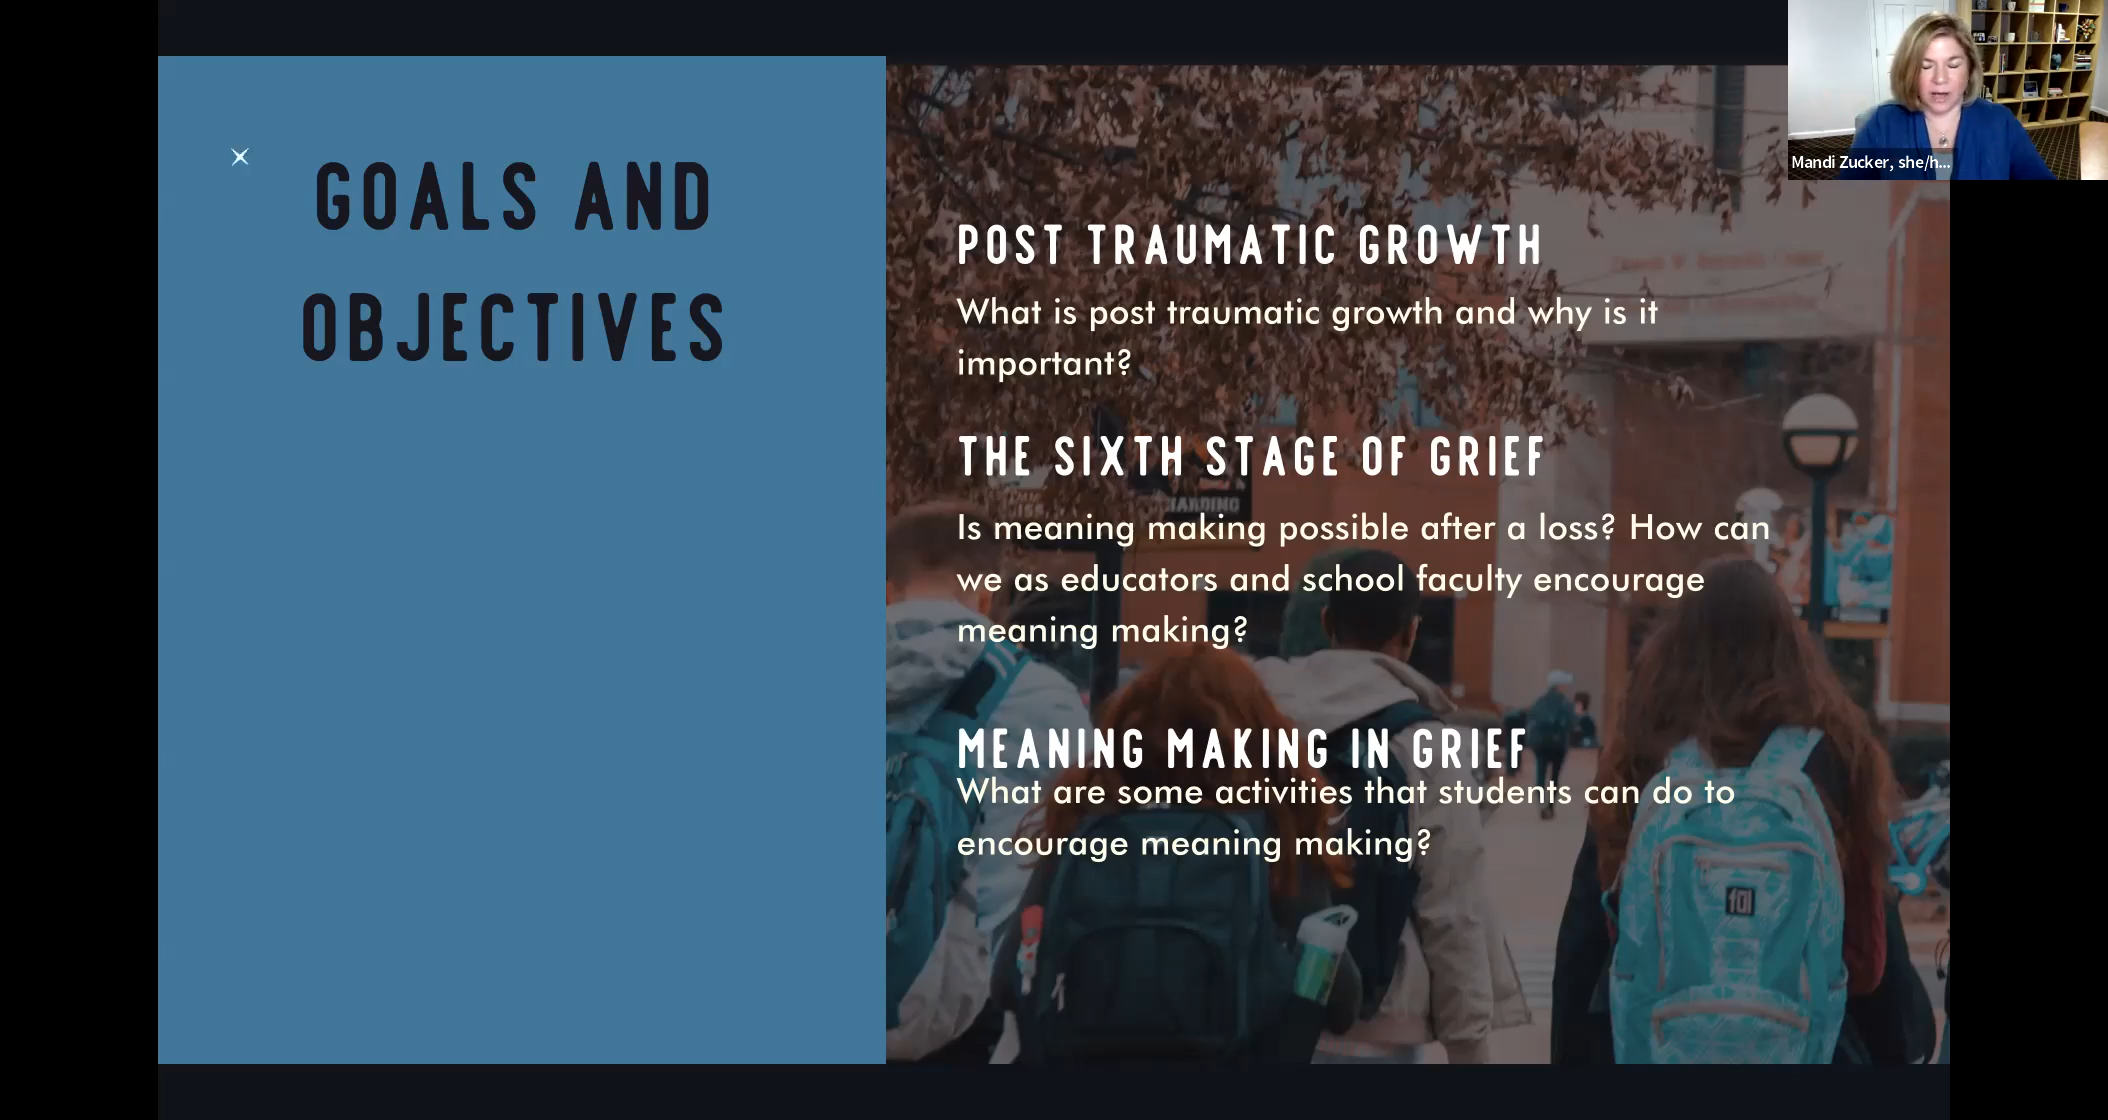 GOALS AND
OBJECTIVES
POST TRAUMATIC GROWTH
What is post traumatic growth and why is it
important?
THE SIXTH STAGE OF GRIEF
Is meaning making possible after a loss? How can
we as educators and school faculty encourage
meaning making?
MEANING MAKING IN GRIEF
What are some activities that students can do to
encourage meaning making?
Mandi Zucker, she/h...
HARDING
ful